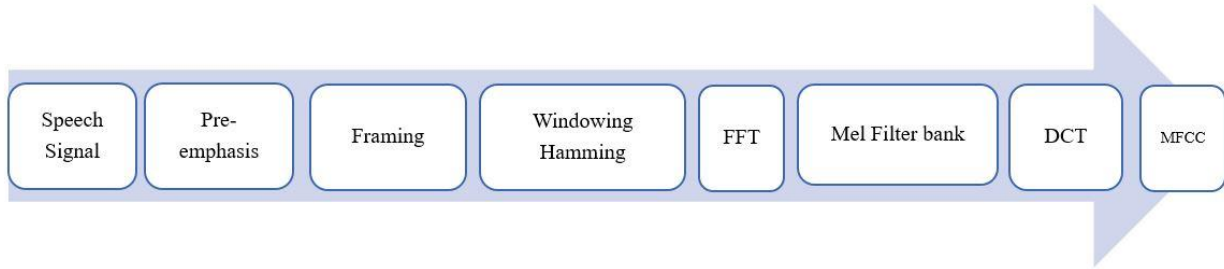 Speech
Signal
Pre-
emphasis
Framing
Windowing
Hamming
FFT
Mel Filter bank
DCT
MFCC